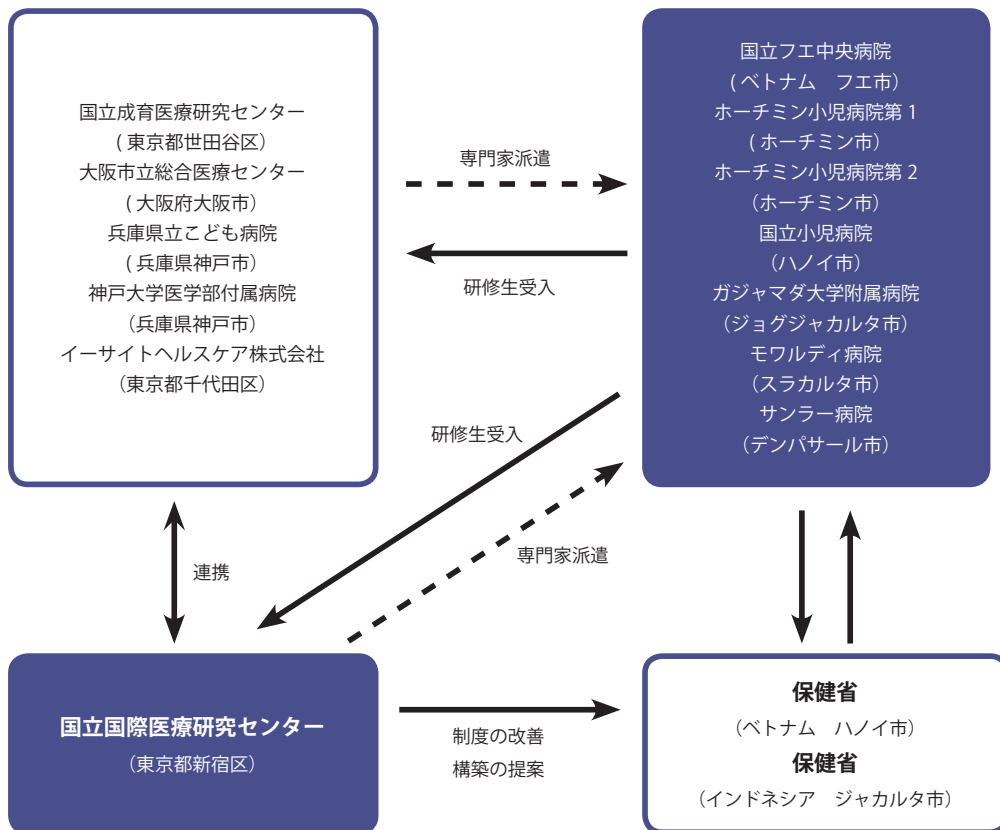 国立成育医療研究センター
( 東京都世田谷区）
大阪市立総合医療センター
( 大阪府大阪市）
兵庫県立こども病院
( 兵庫県神戸市）
神戸大学医学部付属病院
（兵庫県神戸市）
イーサイトヘルスケア株式会社
（東京都千代田区）
専門家派遣
研修生受入
国立フエ中央病院
( ベトナム　フエ市）
ホーチミン小児病院第 1
( ホーチミン市）
ホーチミン小児病院第 2
（ホーチミン市）
国立小児病院
（ハノイ市）
ガジャマダ大学附属病院
（ジョグジャカルタ市）
モワルディ病院
（スラカルタ市）
サンラー病院
（デンパサール市）
研修生受入
専門家派遣
連携
国立国際医療研究センター
（東京都新宿区）
制度の改善
構築の提案
保健省
（ベトナム　ハノイ市）
保健省
（インドネシア　ジャカルタ市）